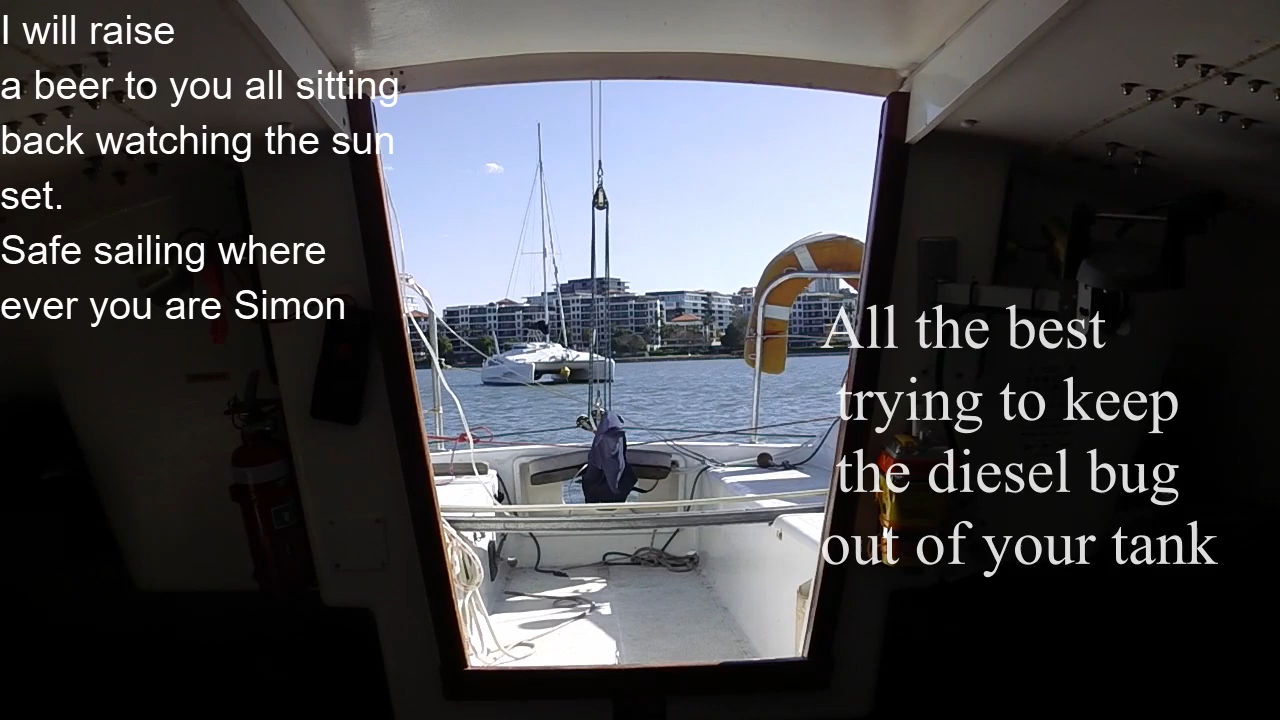 I will raise
a beer to you all sitting
back watching the sun
set.
Safe sailing where
ever you are Simon
All the best
trying to keep
the diesel bug
out of your tank